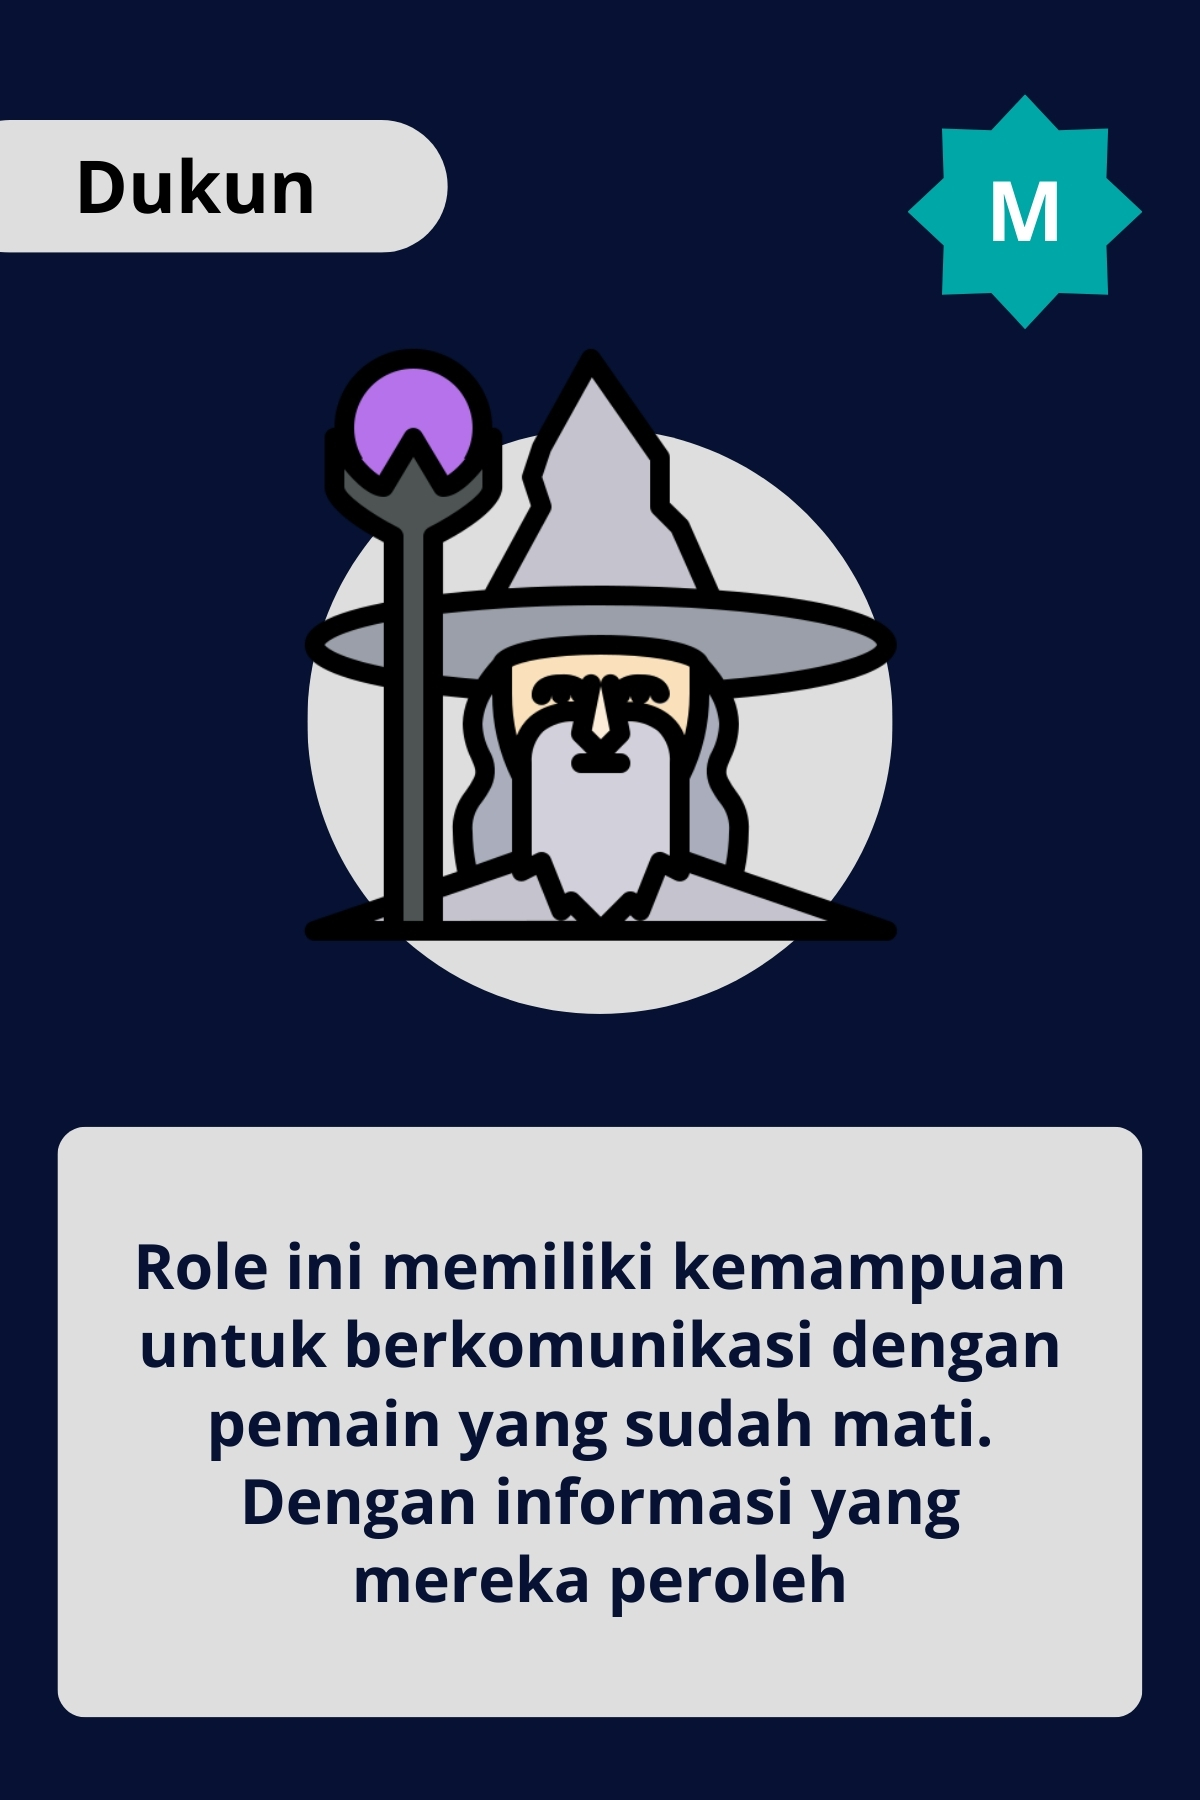 Dukun
M
Role ini memiliki kemampuan
untuk berkomunikasi dengan
pemain yang sudah mati.
Dengan informasi yang
mereka peroleh